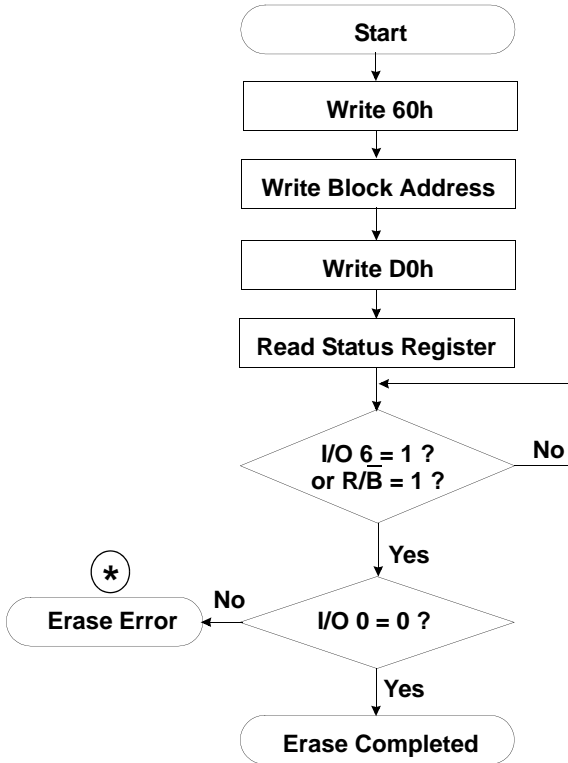 Start
Write 60h
Write Block Address
Write D0h
Read Status Register
I/O 6 = 1 ?
or R/B̅ = 1 ?
No
Yes
*
Erase Error
No
I/O 0 = 0 ?
Yes
Erase Completed